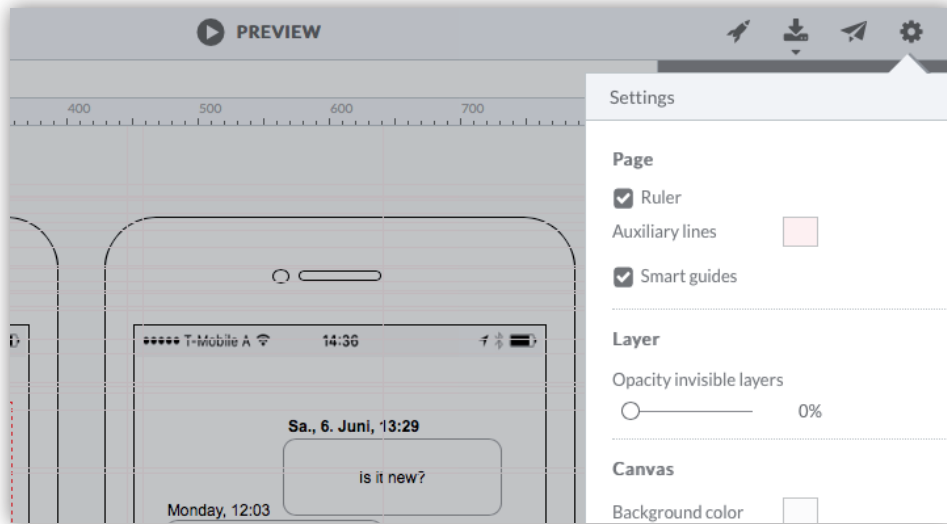 PREVIEW
400 500 600 700
Settings
Page
Ruler
Auxiliary lines
Smart guides
Layer
Opacity invisible layers
0%
Canvas
Background color
T-Mobile A 14:36
Sa., 6. Juni, 13:29
is it new?
Monday, 12:03